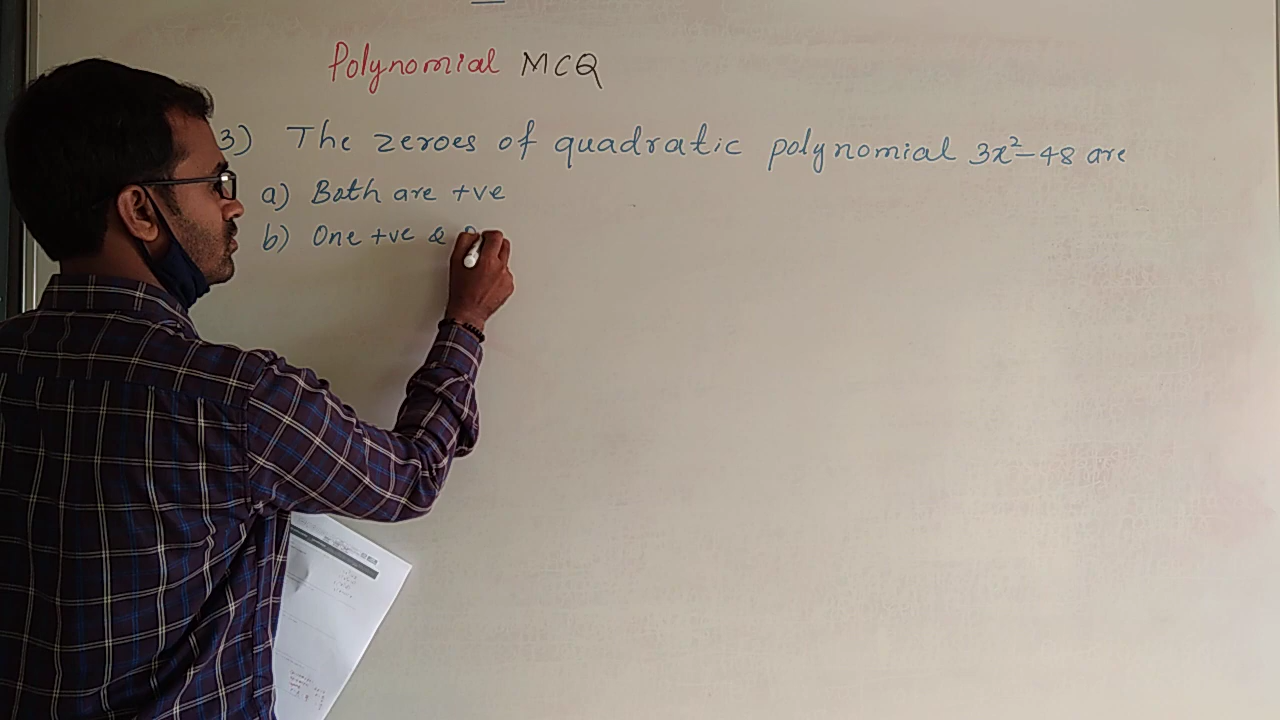 Polynomial MCQ
3) The zeroes of quadratic polynomial 3x²-48 are
a) Both are +ve
b) One +ve &